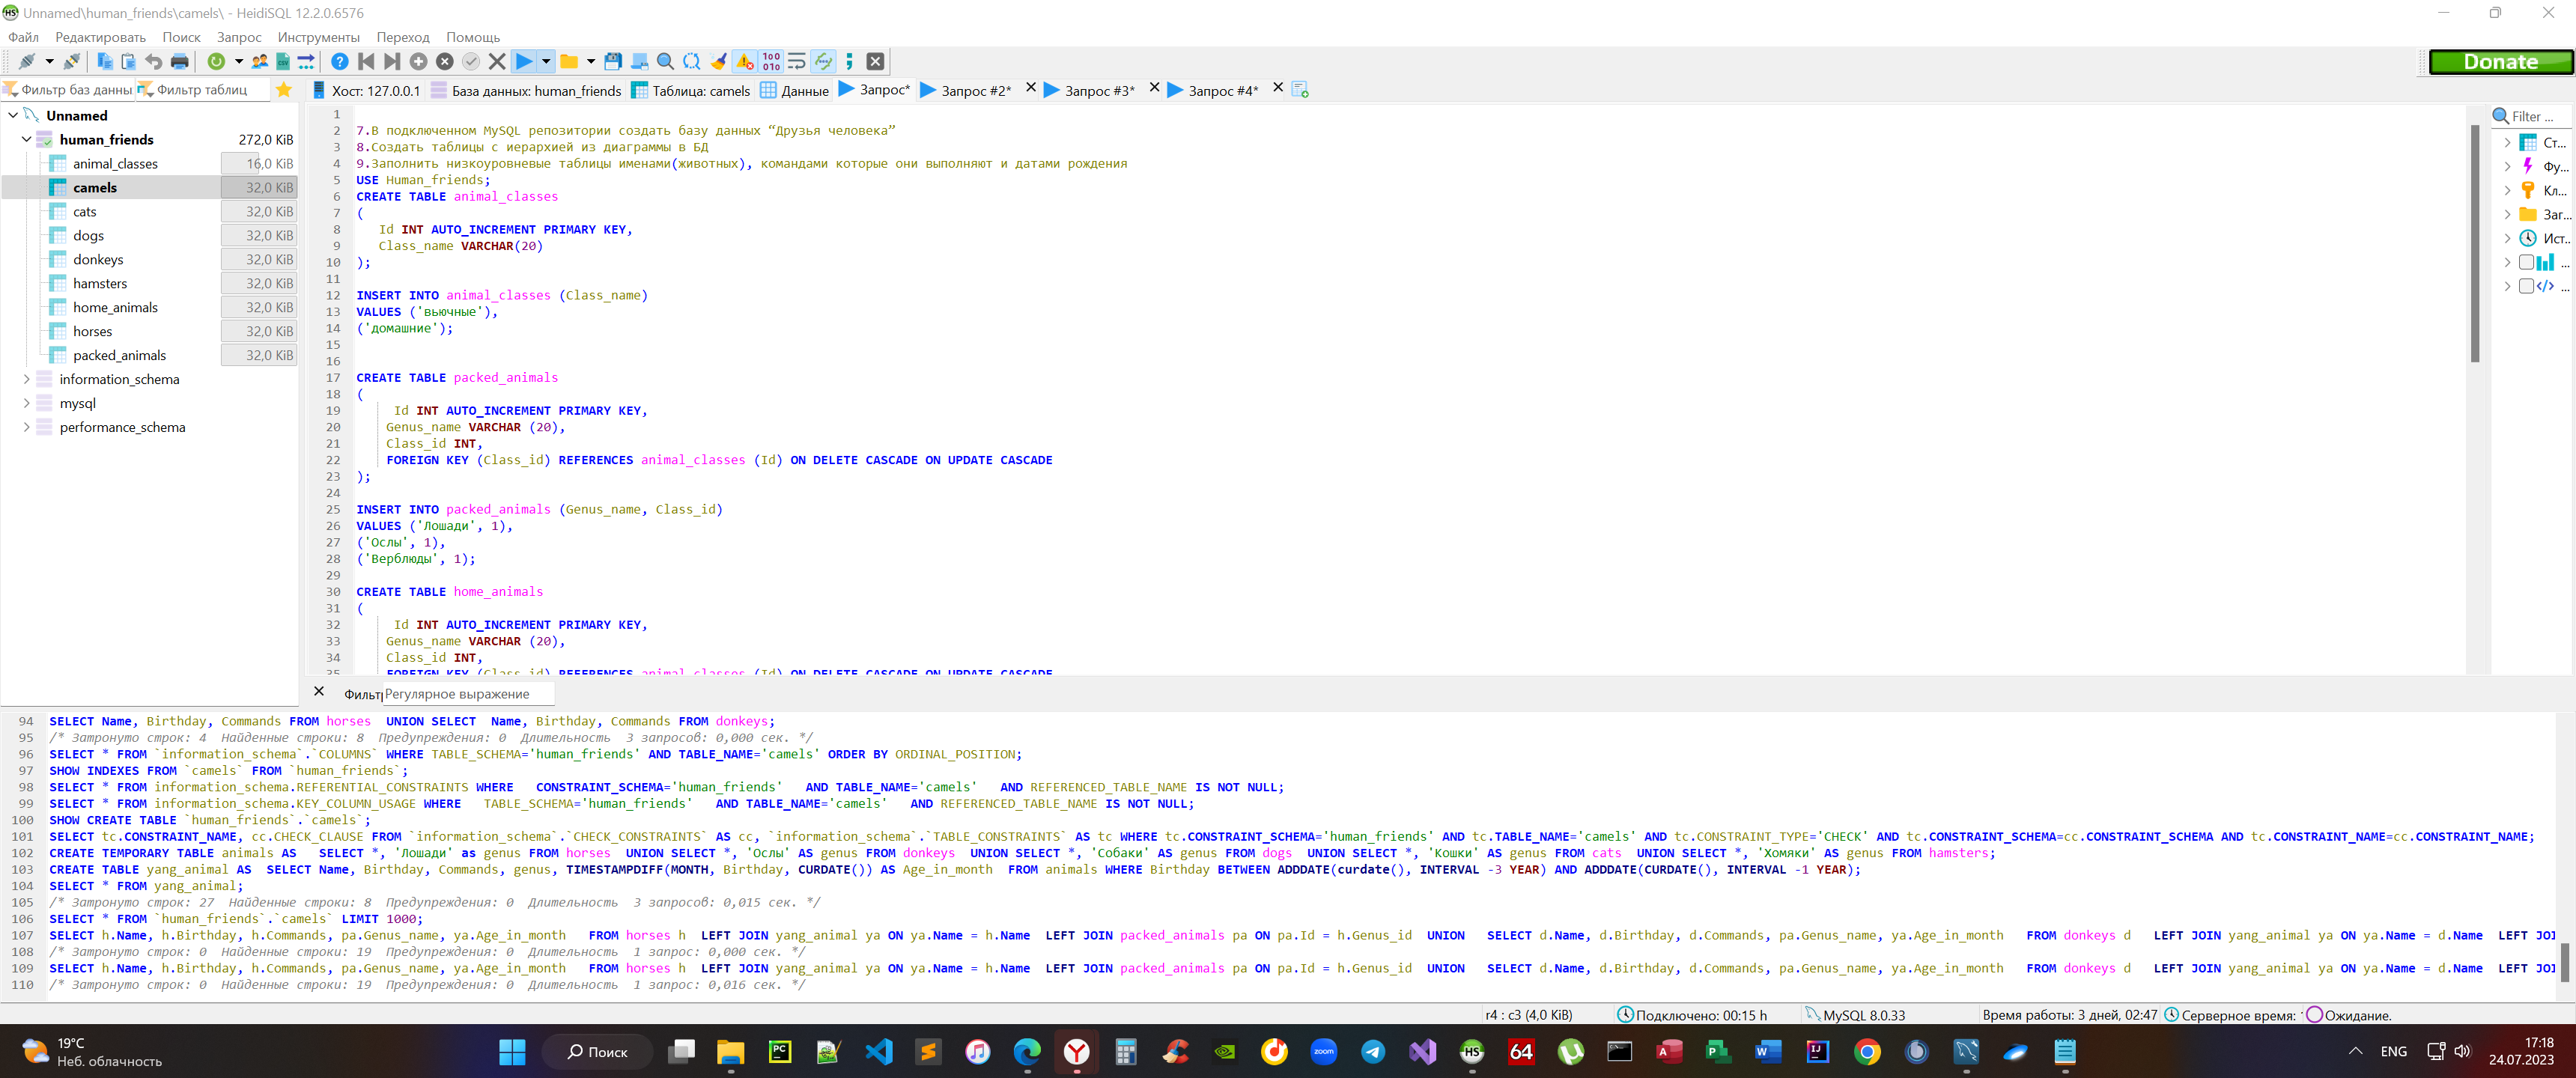 Unnamed\human_friends\camels\ - HeidiSQL 12.2.0.6576
Файл Редактировать Поиск Запрос Инструменты Переход Помощь
Donate
Фильтр баз данны Фильтр таблиц
Хост: 127.0.0.1 База данных: human_friends Таблица: camels Данные Запрос* Запрос #2* Запрос #3* Запрос #4*
Unnamed
human_friends 272,0 KiB
animal_classes 16,0 KiB
camels 32,0 KiB
cats 32,0 KiB
dogs 32,0 KiB
donkeys 32,0 KiB
hamsters 32,0 KiB
home_animals 32,0 KiB
horses 32,0 KiB
packed_animals 32,0 KiB
information_schema
mysql
performance_schema
1
2 7.В подключенном MySQL репозитории создать базу данных “Друзья человека”
3 8.Создать таблицы с иерархией из диаграммы в БД
4 9.Заполнить низкоуровневые таблицы именами(животных), командами которые они выполняют и датами рождения
5 USE Human_friends;
6 CREATE TABLE animal_classes
7 (
8 Id INT AUTO_INCREMENT PRIMARY KEY,
9 Class_name VARCHAR(20)
10 );
11
12 INSERT INTO animal_classes (Class_name)
13 VALUES ('вьючные'),
14 ('домашние');
15
16
17 CREATE TABLE packed_animals
18 (
19 Id INT AUTO_INCREMENT PRIMARY KEY,
20 Genus_name VARCHAR (20),
21 Class_id INT,
22 FOREIGN KEY (Class_id) REFERENCES animal_classes (Id) ON DELETE CASCADE ON UPDATE CASCADE
23 );
24
25 INSERT INTO packed_animals (Genus_name, Class_id)
26 VALUES ('Лошади', 1),
27 ('Ослы', 1),
28 ('Верблюды', 1);
29
30 CREATE TABLE home_animals
31 (
32 Id INT AUTO_INCREMENT PRIMARY KEY,
33 Genus_name VARCHAR (20),
34 Class_id INT,
35 FOREIGN KEY (Class_id) REFERENCES animal_classes (Id) ON DELETE CASCADE ON UPDATE CASCADE
Filter ...
Ст...
Фу...
Кл...
Заг...
Ист...
...
...
Фильтр Регулярное выражение
94 SELECT Name, Birthday, Commands FROM horses UNION SELECT Name, Birthday, Commands FROM donkeys;
95 /* Затронуто строк: 4 Найденные строки: 8 Предупреждения: 0 Длительность 3 запросов: 0,000 сек. */
96 SELECT * FROM `information_schema`.`COLUMNS` WHERE TABLE_SCHEMA='human_friends' AND TABLE_NAME='camels' ORDER BY ORDINAL_POSITION;
97 SHOW INDEXES FROM `camels` FROM `human_friends`;
98 SELECT * FROM information_schema.REFERENTIAL_CONSTRAINTS WHERE CONSTRAINT_SCHEMA='human_friends' AND TABLE_NAME='camels' AND REFERENCED_TABLE_NAME IS NOT NULL;
99 SELECT * FROM information_schema.KEY_COLUMN_USAGE WHERE TABLE_SCHEMA='human_friends' AND TABLE_NAME='camels' AND REFERENCED_TABLE_NAME IS NOT NULL;
100 SHOW CREATE TABLE `human_friends`.`camels`;
101 SELECT tc.CONSTRAINT_NAME, cc.CHECK_CLAUSE FROM `information_schema`.`CHECK_CONSTRAINTS` AS cc, `information_schema`.`TABLE_CONSTRAINTS` AS tc WHERE tc.CONSTRAINT_SCHEMA='human_friends' AND tc.TABLE_NAME='camels' AND tc.CONSTRAINT_TYPE='CHECK' AND tc.CONSTRAINT_SCHEMA=cc.CONSTRAINT_SCHEMA AND tc.CONSTRAINT_NAME=cc.CONSTRAINT_NAME;
102 CREATE TEMPORARY TABLE animals AS SELECT *, 'Лошади' as genus FROM horses UNION SELECT *, 'Ослы' AS genus FROM donkeys UNION SELECT *, 'Собаки' AS genus FROM dogs UNION SELECT *, 'Кошки' AS genus FROM cats UNION SELECT *, 'Хомяки' AS genus FROM hamsters;
103 CREATE TABLE yang_animal AS SELECT Name, Birthday, Commands, genus, TIMESTAMPDIFF(MONTH, Birthday, CURDATE()) AS Age_in_month FROM animals WHERE Birthday BETWEEN ADDDATE(curdate(), INTERVAL -3 YEAR) AND ADDDATE(CURDATE(), INTERVAL -1 YEAR);
104 SELECT * FROM yang_animal;
105 /* Затронуто строк: 27 Найденные строки: 8 Предупреждения: 0 Длительность 3 запросов: 0,015 сек. */
106 SELECT * FROM `human_friends`.`camels` LIMIT 1000;
107 SELECT h.Name, h.Birthday, h.Commands, pa.Genus_name, ya.Age_in_month FROM horses h LEFT JOIN yang_animal ya ON ya.Name = h.Name LEFT JOIN packed_animals pa ON pa.Id = h.Genus_id UNION SELECT d.Name, d.Birthday, d.Commands, pa.Genus_name, ya.Age_in_month FROM donkeys d LEFT JOIN yang_animal ya ON ya.Name = d.Name LEFT JOI
108 /* Затронуто строк: 0 Найденные строки: 19 Предупреждения: 0 Длительность 1 запрос: 0,000 сек. */
109 SELECT h.Name, h.Birthday, h.Commands, pa.Genus_name, ya.Age_in_month FROM horses h LEFT JOIN yang_animal ya ON ya.Name = h.Name LEFT JOIN packed_animals pa ON pa.Id = h.Genus_id UNION SELECT d.Name, d.Birthday, d.Commands, pa.Genus_name, ya.Age_in_month FROM donkeys d LEFT JOIN yang_animal ya ON ya.Name = d.Name LEFT JOI
110 /* Затронуто строк: 0 Найденные строки: 19 Предупреждения: 0 Длительность 1 запрос: 0,016 сек. */
r4 : c3 (4,0 KiB) Подключено: 00:15 h MySQL 8.0.33 Время работы: 3 дней, 02:47 Серверное время: Ожидание.
19°C
Неб. облачность
Поиск
zoom
64
ENG
17:18
24.07.2023